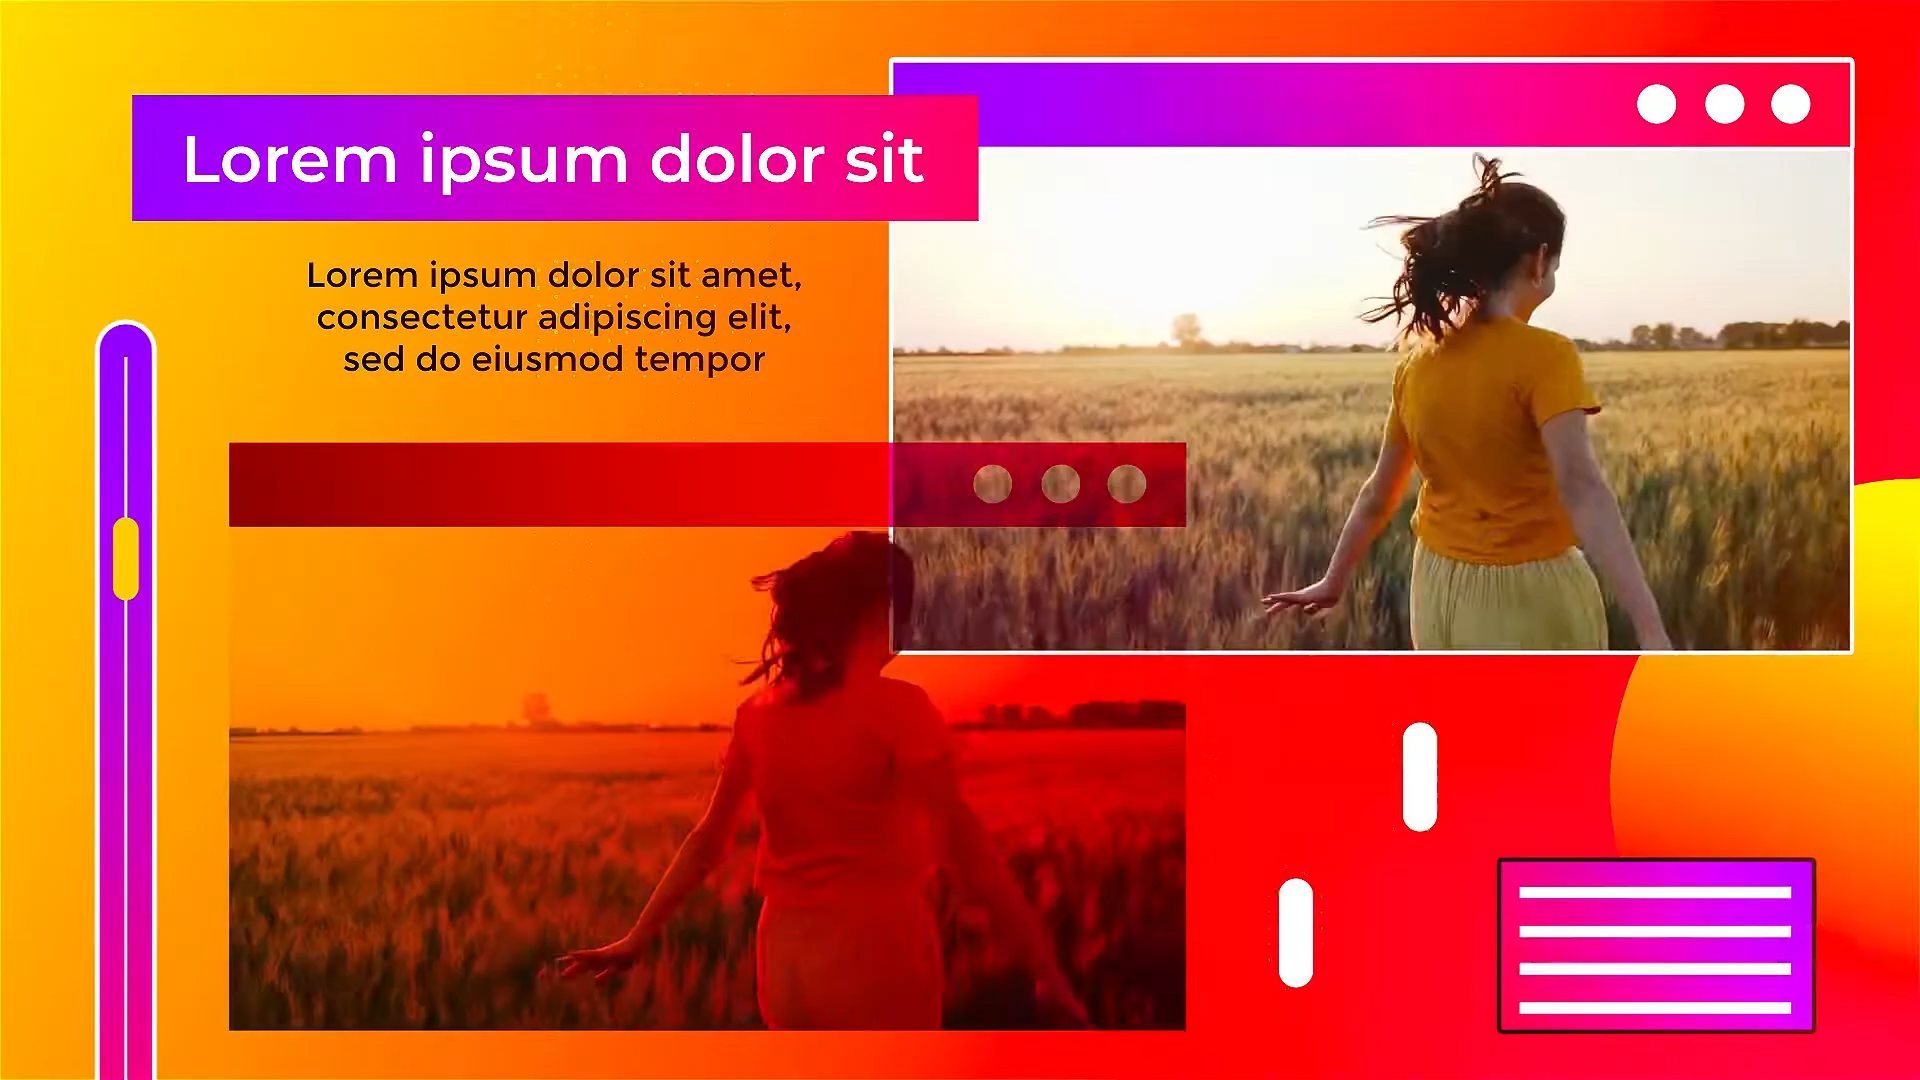 Lorem ipsum dolor sit
Lorem ipsum dolor sit amet,
consectetur adipiscing elit,
sed do eiusmod tempor